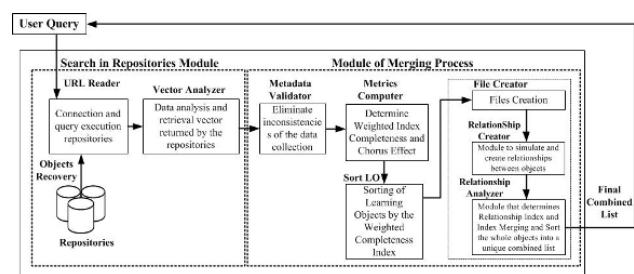 User Query
Search in Repositories Module
Module of Merging Process
URL Reader
Connection and
query execution
repositories
Vector Analyzer
Data analysis and
retrieval vector
returned by the
repositories
Objects
Recovery
Repositories
Metadata
Validator
Eliminate
inconsistencie
s of the data
collection
Metrics
Computer
Determine
Weighted Index
Completeness and
Chorus Effect
Sort LO
Sorting of
Learning
Objects by the
Weighted
Completeness
Index
File Creator
Files Creation
RelationShip
Creator
Module to simulate and
create relationships
between objects
Relationship
Analyzer
Module that determines
Relationship Index and
Index Merging and Sort
the whole objects into a
unique combined list
Final
Combined
List